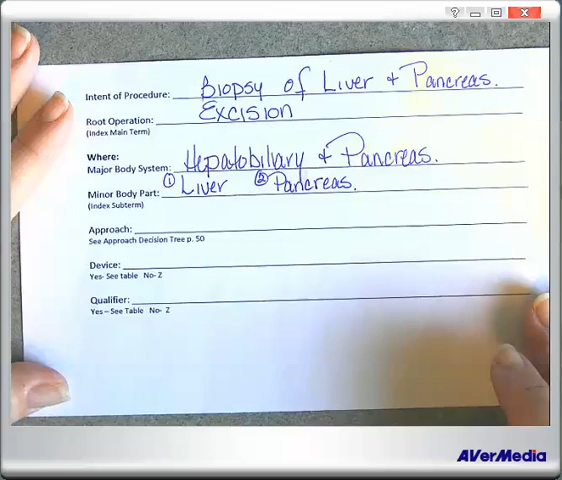 Intent of Procedure: Biopsy of Liver + Pancreas.
Root Operation: Excision
(Index Main Term)
Where:
Major Body System: Hepatobiliary & Pancreas.
Minor Body Part: ① Liver ② Pancreas.
(Index Subterm)
Approach:
See Approach Decision Tree p. 50
Device:
Yes- See table No- Z
Qualifier:
Yes – See Table No- Z
AVerMedia